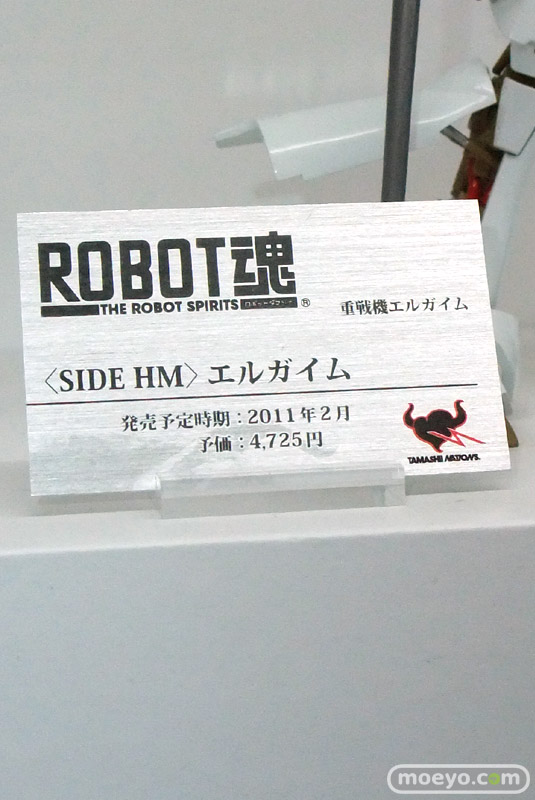 ROBOT魂
THE ROBOT SPIRITS
®
重戦機エルガイム
〈SIDE HM〉エルガイム
発売予定時期：2011年2月
予価：4,725円
TAMASHII NATIONS
moeyo.com